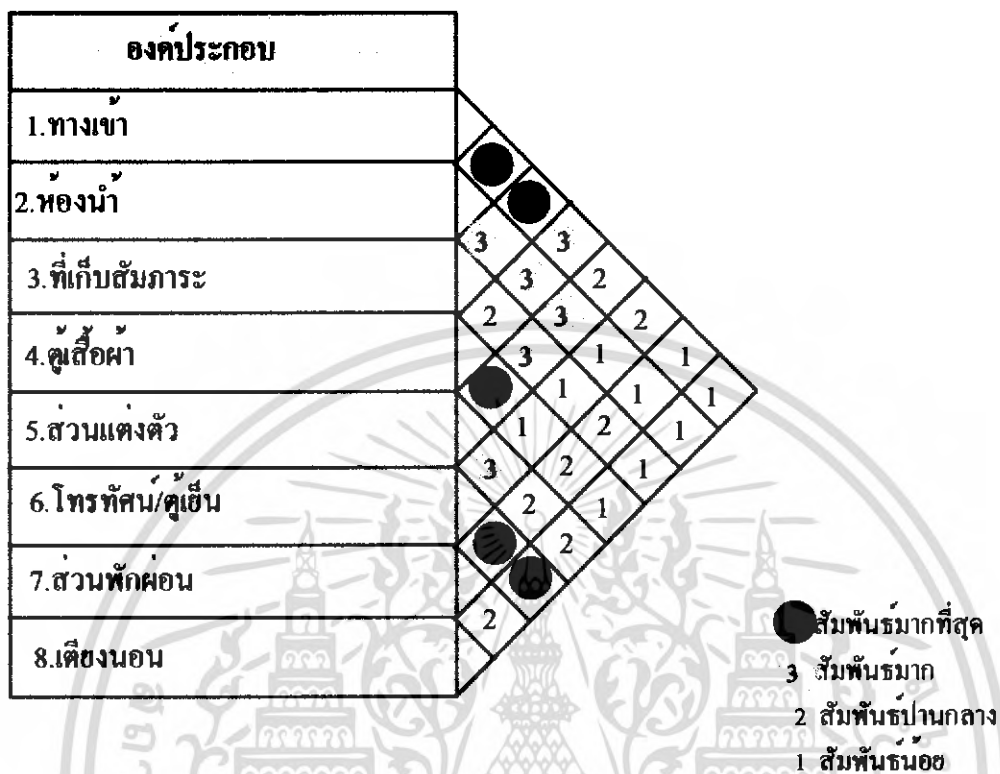 องค์ประกอบ
1.ทางเข้า
2.ห้องน้ำ
3 3
3.ที่เก็บสัมภาระ 3 2
2 3 2
4.ตู้เสื้อผ้า 3 1 1
1 1 1
5.ส่วนแต่งตัว 1 2 1
3 2 1
6.โทรทัศน์/ตู้เย็น 2 1
2
7.ส่วนพักผ่อน
2
8.เตียงนอน
สัมพันธ์มากที่สุด
3 สัมพันธ์มาก
2 สัมพันธ์ปานกลาง
1 สัมพันธ์น้อย